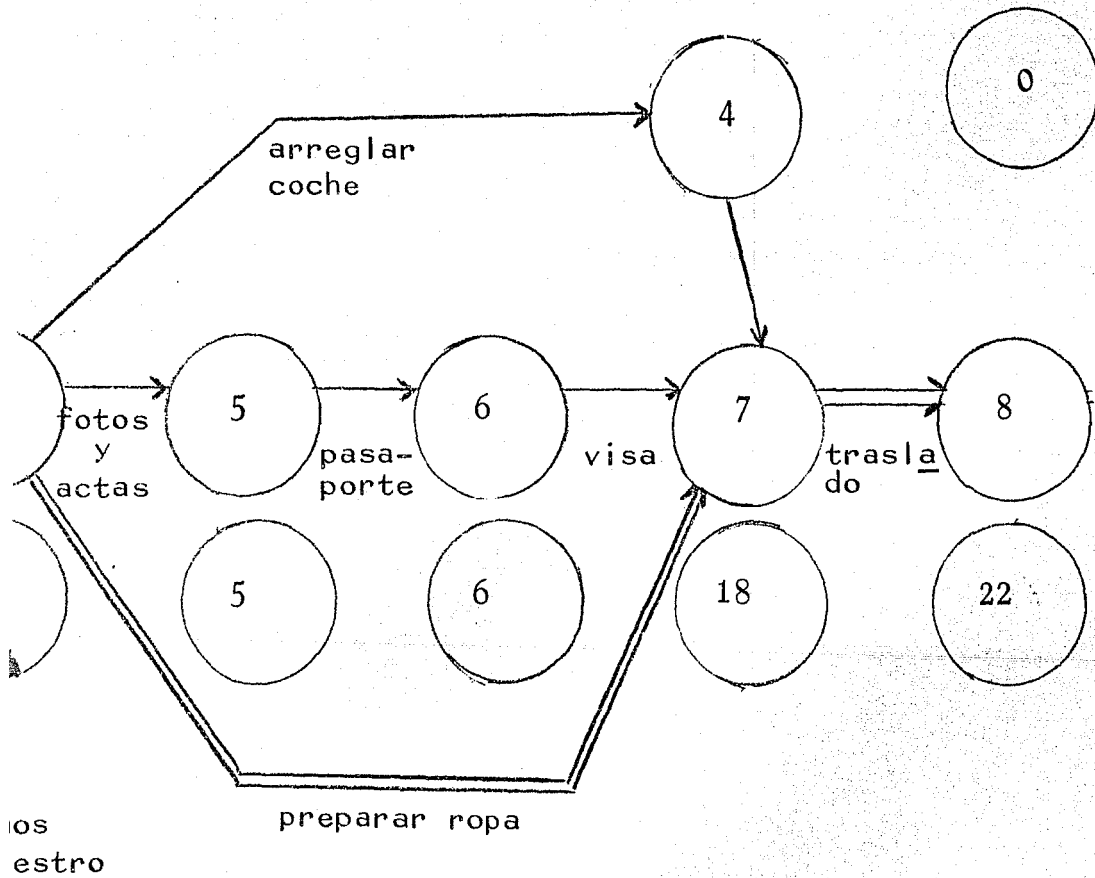 4
0
arreglar
coche
5
6
7
8
fotos
y
actas
pasa-
porte
visa
trasla
do
5
6
18
22
preparar ropa